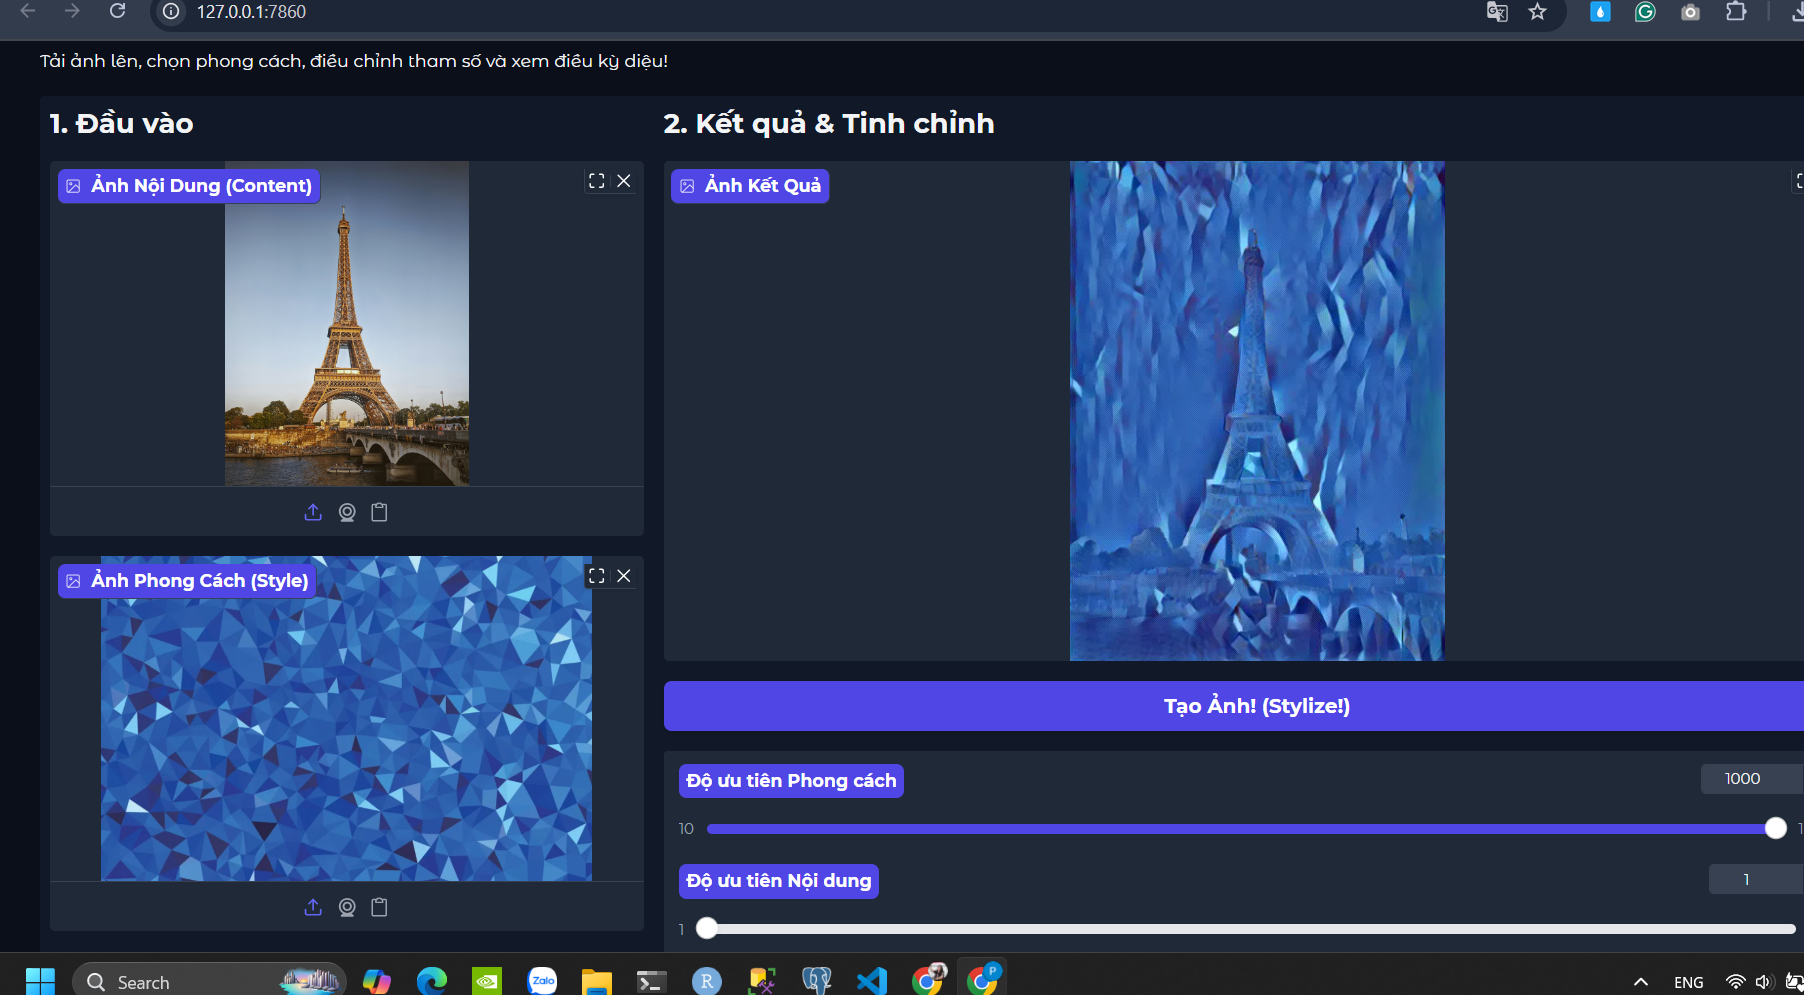 127.0.0.1:7860
Tải ảnh lên, chọn phong cách, điều chỉnh tham số và xem điều kỳ diệu!
1. Đầu vào
Ảnh Nội Dung (Content)
Ảnh Phong Cách (Style)
2. Kết quả & Tinh chỉnh
Ảnh Kết Quả
Tạo Ảnh! (Stylize!)
Độ ưu tiên Phong cách
1000
10
1
Độ ưu tiên Nội dung
1
1
Search
Zalo
R
P
ENG